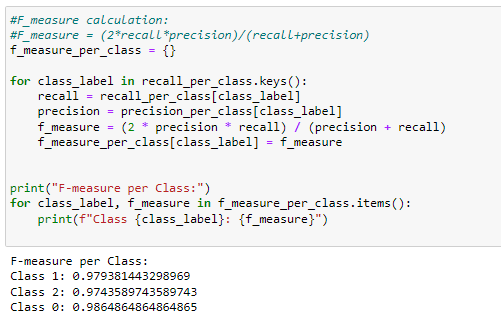 #F_measure calculation:
#F_measure = (2*recall*precision)/(recall+precision)
f_measure_per_class = {}

for class_label in recall_per_class.keys():
    recall = recall_per_class[class_label]
    precision = precision_per_class[class_label]
    f_measure = (2 * precision * recall) / (precision + recall)
    f_measure_per_class[class_label] = f_measure


print("F-measure per Class:")
for class_label, f_measure in f_measure_per_class.items():
    print(f"Class {class_label}: {f_measure}")

F-measure per Class:
Class 1: 0.979381443298969
Class 2: 0.9743589743589743
Class 0: 0.9864864864864865